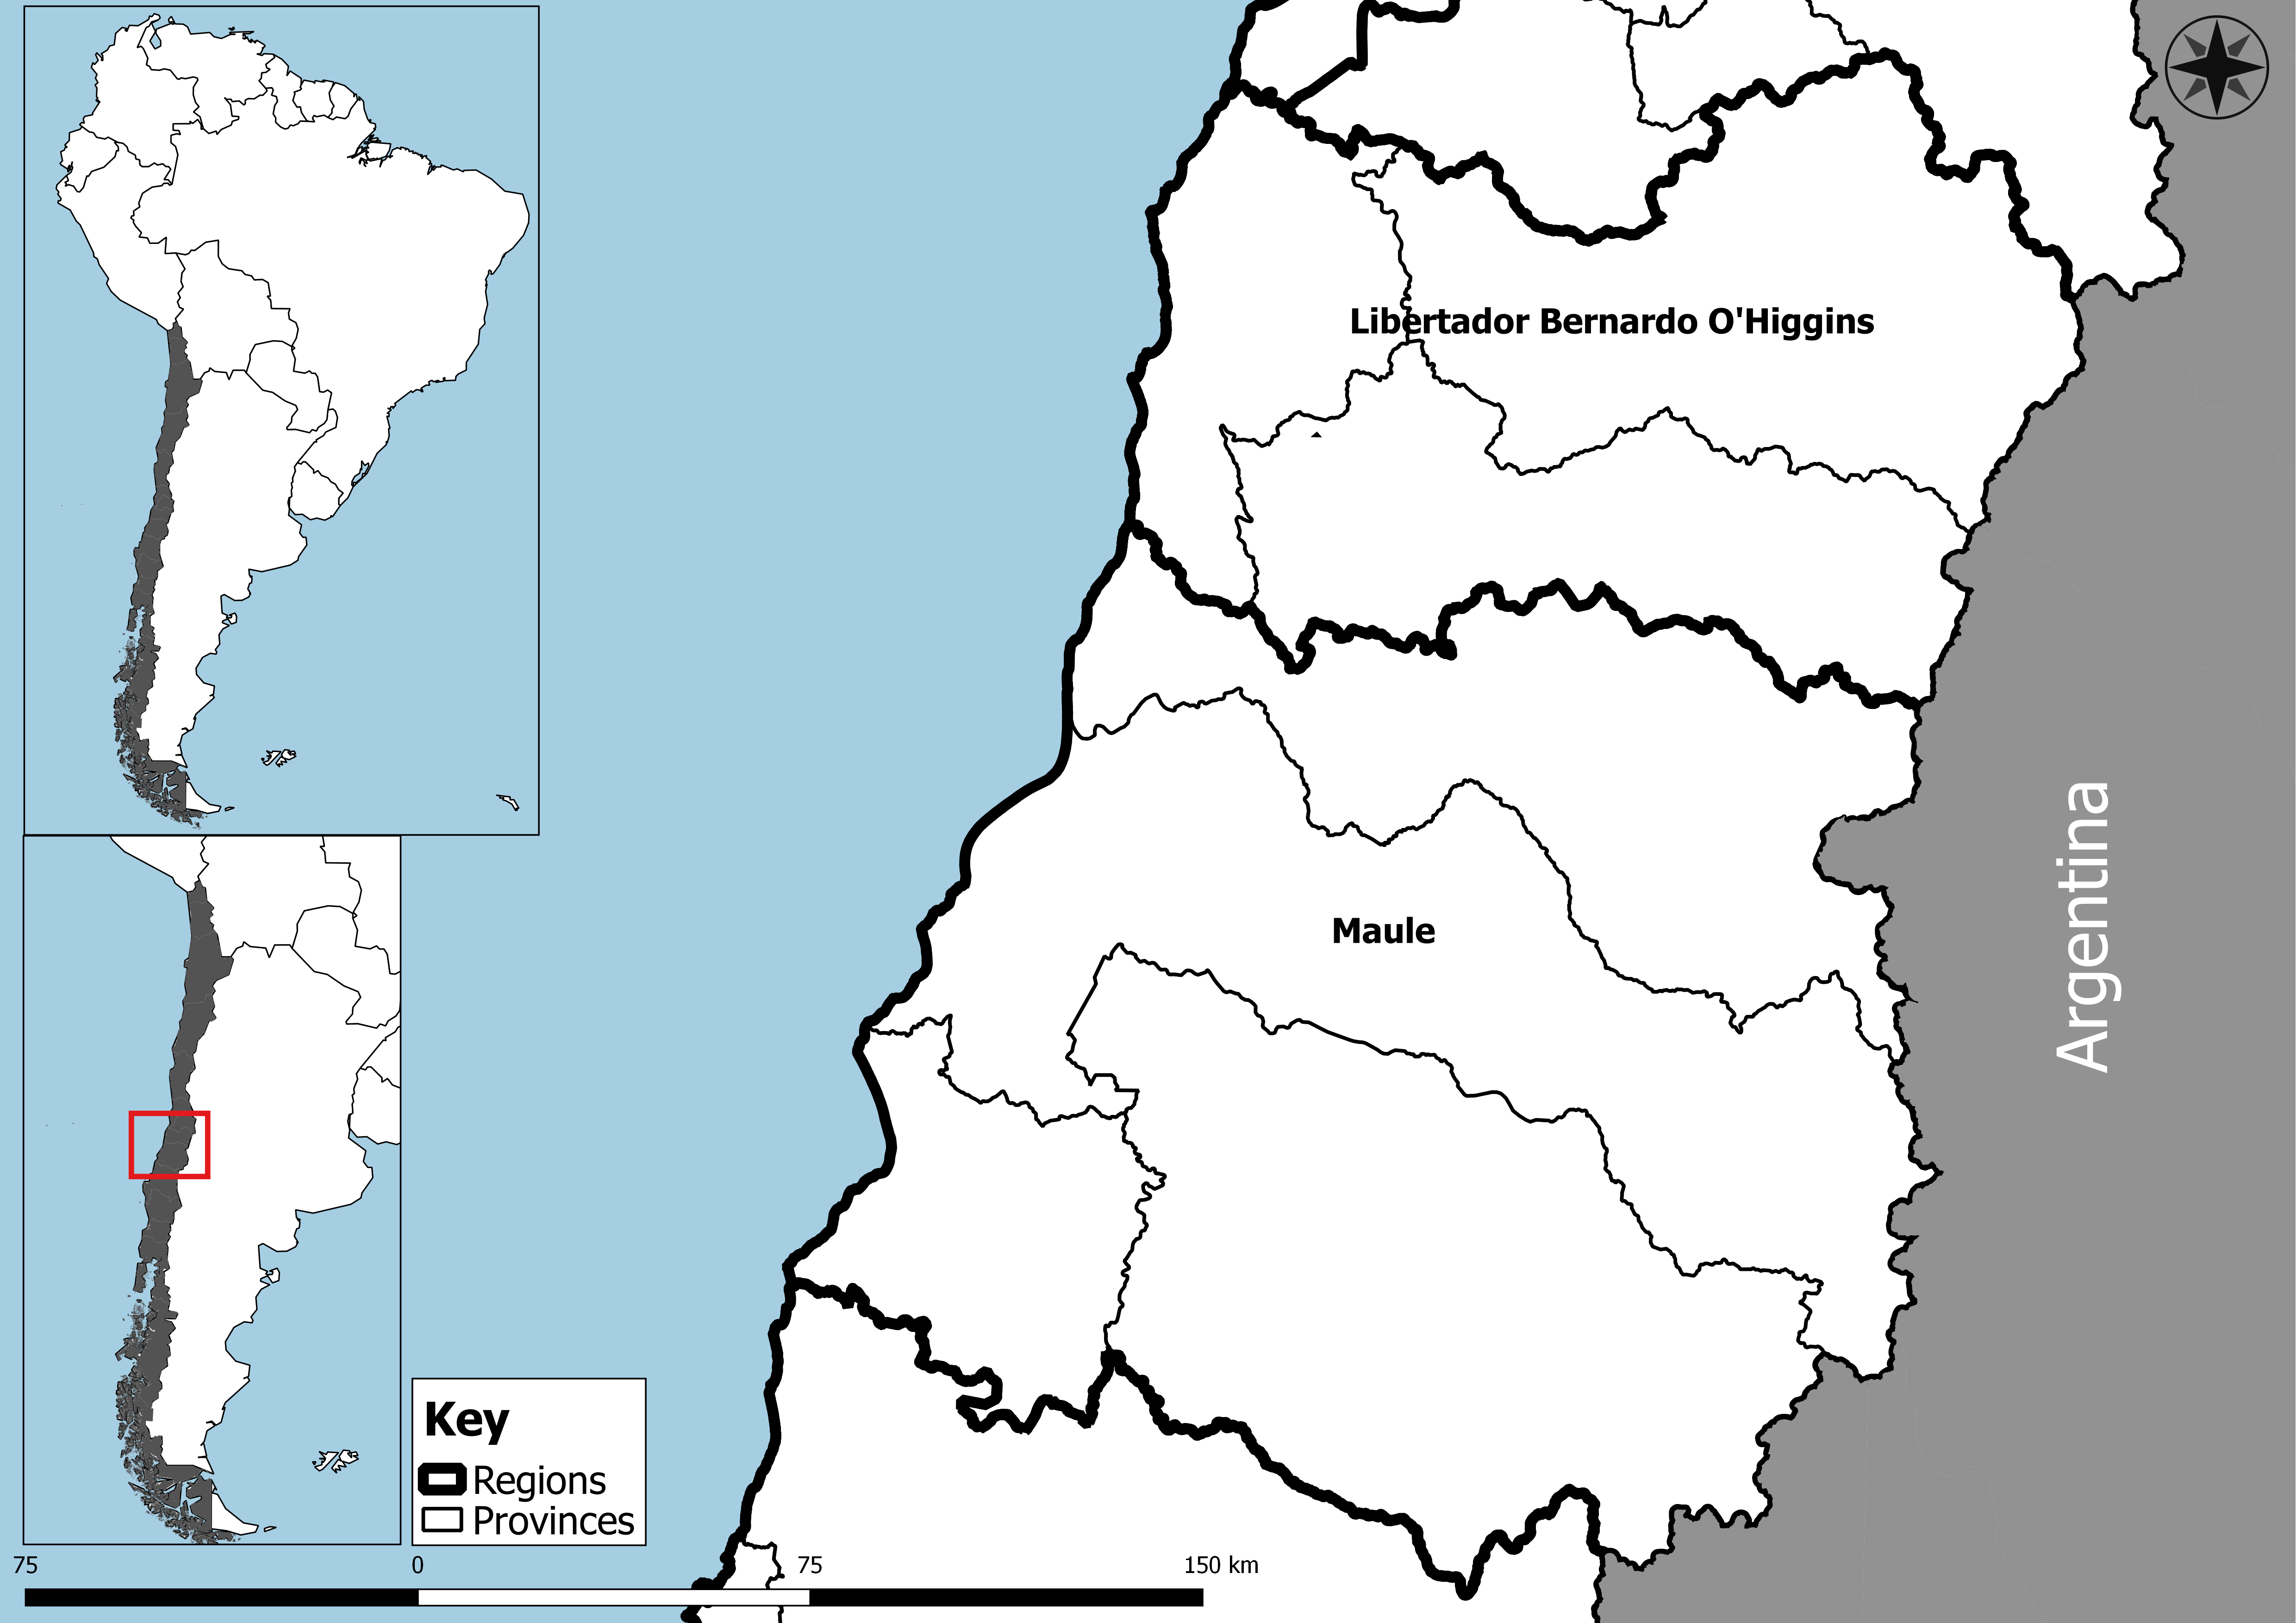 Libertador Bernardo O'Higgins
Maule
Argentina
Key
Regions
Provinces
75 0 75 150 km